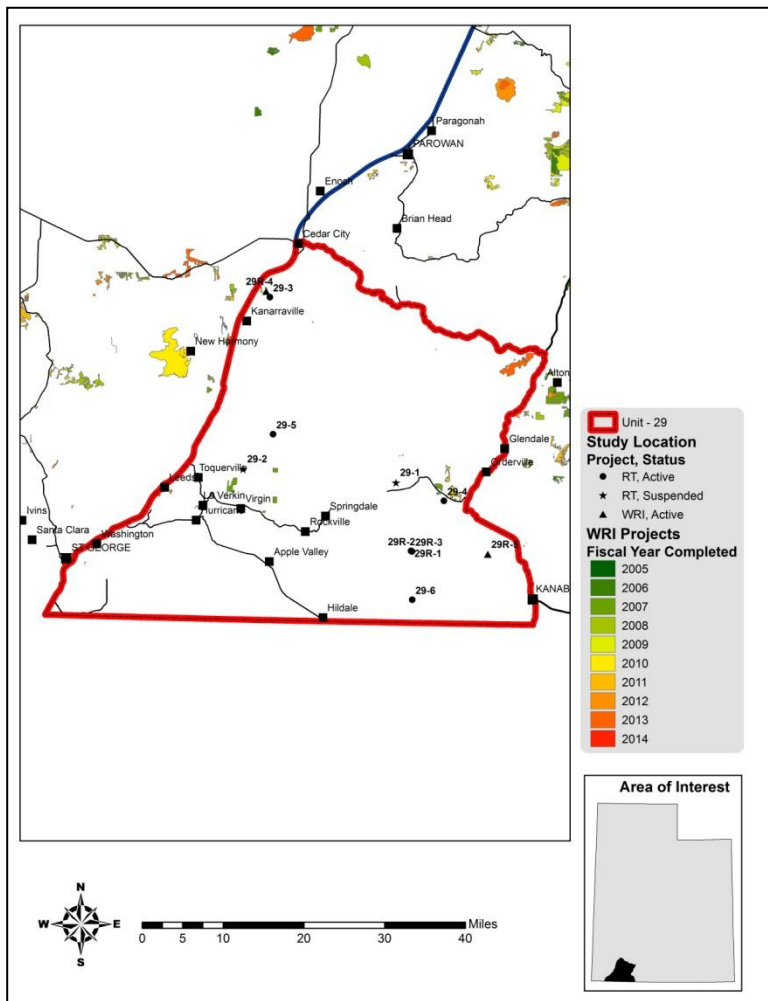 Paragonah
PAROWAN
Enoch
Brian Head
Cedar City
29R-4
29-3
Kanarraville
New Harmony
Alton
29-5
Glendale
Toquerville
29-2
29-1
Orderville
Leeds
29-4
La Verkin
Virgin
Springdale
Ivins
Hurricane
Rockville
Santa Clara
Washington
29R-2 29R-3
ST GEORGE
29R-1
Apple Valley
29-6
KANAB
Hildale
Unit - 29
Study Location
Project, Status
RT, Active
RT, Suspended
WRI, Active
WRI Projects
Fiscal Year Completed
2005
2006
2007
2008
2009
2010
2011
2012
2013
2014
Area of Interest
N
W E
S
Miles
0 5 10 20 30 40